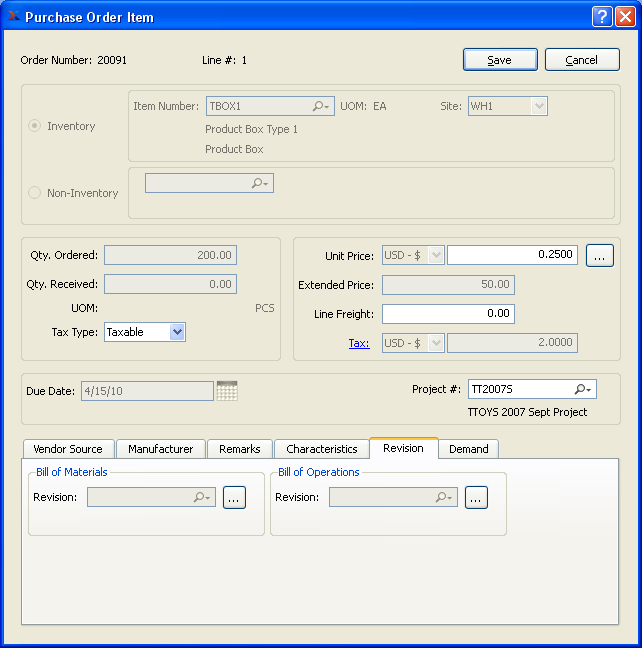 Purchase Order Item
Order Number: 20091 Line #: 1 Save Cancel
Item Number: TBOX1 UOM: EA Site: WH1
Inventory
Product Box Type 1
Product Box
Non-Inventory
Qty. Ordered: 200.00
Qty. Received: 0.00
UOM: PCS
Tax Type: Taxable
Unit Price: USD - $ 0.2500 ...
Extended Price: 50.00
Line Freight: 0.00
Tax: USD - $ 2.0000
Due Date: 4/15/10
Project #: TT2007S
TTOYS 2007 Sept Project
Vendor Source Manufacturer Remarks Characteristics Revision Demand
Bill of Materials
Revision: ...
Bill of Operations
Revision: ...